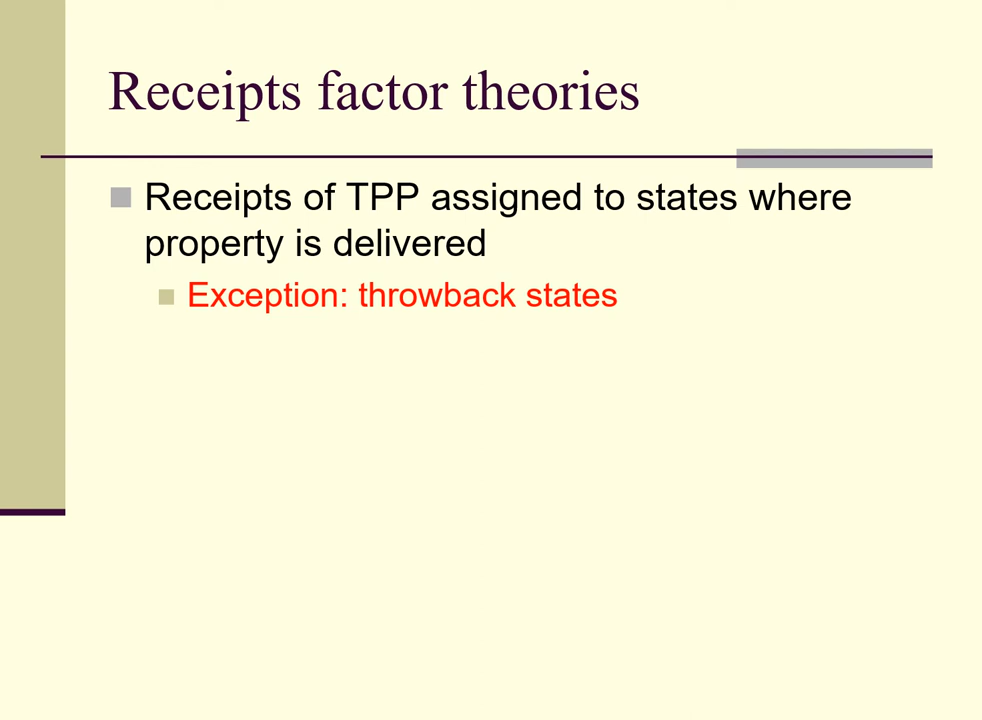 Receipts factor theories
Receipts of TPP assigned to states where
property is delivered
Exception: throwback states